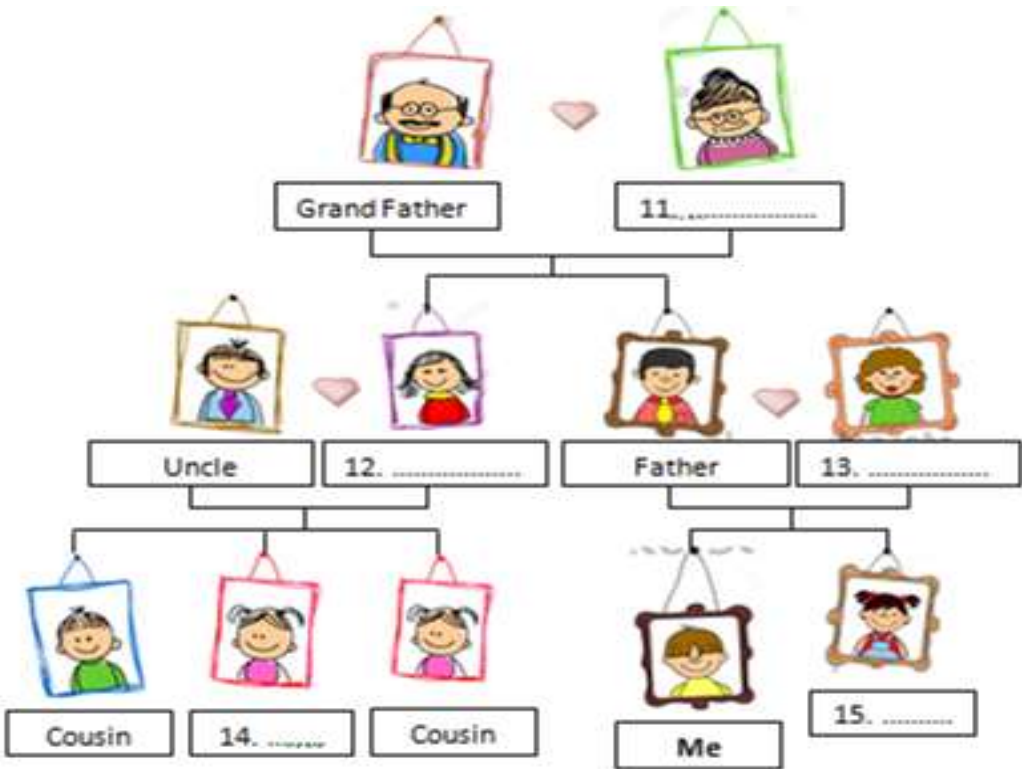 Grand Father
11. ..................
Uncle
12. ..................
Father
13. ..................
Cousin
14. ........
Cousin
Me
15. ..........